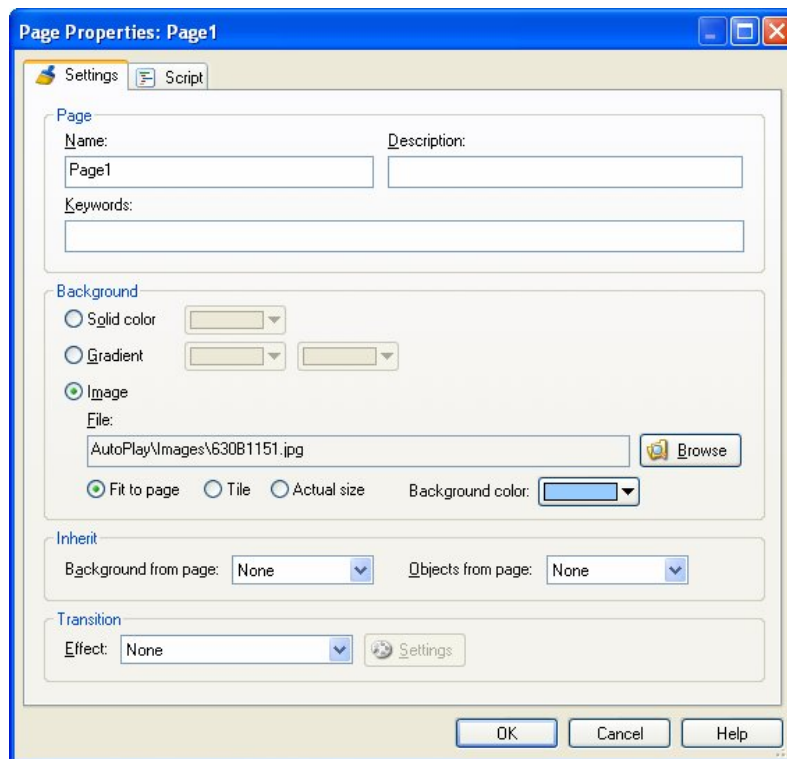 Page Properties: Page1
Settings Script
Page
Name: Description:
Page1
Keywords:
Background
Solid color
Gradient
Image
File:
AutoPlay\Images\630B1151.jpg Browse
Fit to page Tile Actual size Background color:
Inherit
Background from page: None Objects from page: None
Transition
Effect: None Settings
OK Cancel Help